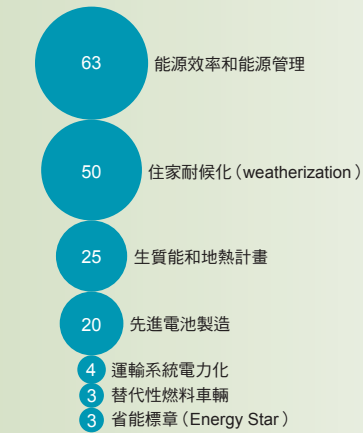 63 能源效率和能源管理
50 住家耐候化（weatherization）
25 生質能和地熱計畫
20 先進電池製造
4 運輸系統電力化
3 替代性燃料車輛
3 省能標章（Energy Star）